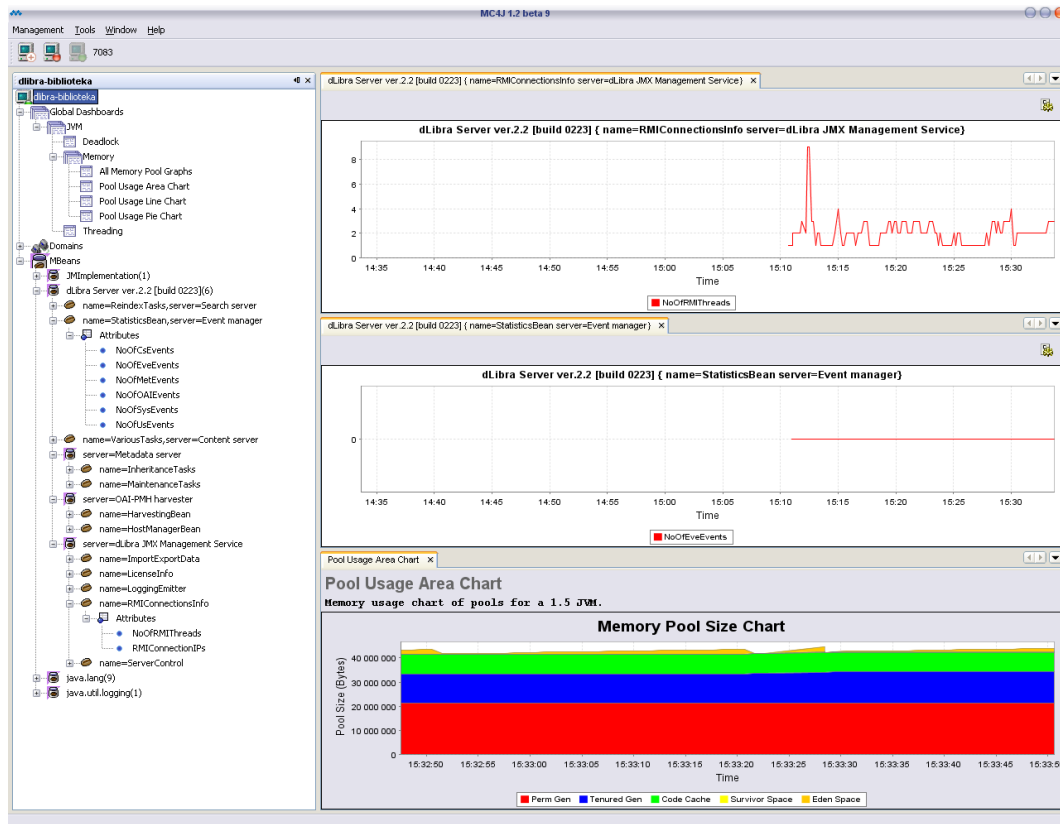 MC4J 1.2 beta 9
Management Tools Window Help
7083
dlibra-biblioteka
dlibra-biblioteka
Global Dashboards
JVM
Deadlock
Memory
All Memory Pool Graphs
Pool Usage Area Chart
Pool Usage Line Chart
Pool Usage Pie Chart
Threading
Domains
MBeans
JMImplementation(1)
dLibra Server ver.2.2 [build 0223](6)
name=ReindexTasks,server=Search server
name=StatisticsBean,server=Event manager
Attributes
NoOfCsEvents
NoOfEveEvents
NoOfMetEvents
NoOfOAIEvents
NoOfSysEvents
NoOfUsEvents
name=VariousTasks,server=Content server
server=Metadata server
name=InheritanceTasks
name=MaintenanceTasks
server=OAI-PMH harvester
name=HarvestingBean
name=HostManagerBean
server=dLibra JMX Management Service
name=ImportExportData
name=LicenseInfo
name=LoggingEmitter
name=RMIConnectionsInfo
Attributes
NoOfRMIThreads
RMIConnectionIPs
name=ServerControl
java.lang(9)
java.util.logging(1)
dLibra Server ver.2.2 [build 0223] { name=RMIConnectionsInfo server=dLibra JMX Management Service}
dLibra Server ver.2.2 [build 0223] { name=RMIConnectionsInfo server=dLibra JMX Management Service}
8
6
4
2
0
14:35 14:40 14:45 14:50 14:55 15:00 15:05 15:10 15:15 15:20 15:25 15:30
Time
NoOfRMIThreads
dLibra Server ver.2.2 [build 0223] { name=StatisticsBean server=Event manager}
dLibra Server ver.2.2 [build 0223] { name=StatisticsBean server=Event manager}
0
14:35 14:40 14:45 14:50 14:55 15:00 15:05 15:10 15:15 15:20 15:25 15:30
Time
NoOfEveEvents
Pool Usage Area Chart
Pool Usage Area Chart
Memory usage chart of pools for a 1.5 JVM.
Memory Pool Size Chart
Pool Size (Bytes)
40 000 000
30 000 000
20 000 000
10 000 000
0
15:32:50 15:32:55 15:33:00 15:33:05 15:33:10 15:33:15 15:33:20 15:33:25 15:33:30 15:33:35 15:33:40 15:33:45
Time
Perm Gen Tenured Gen Code Cache Survivor Space Eden Space